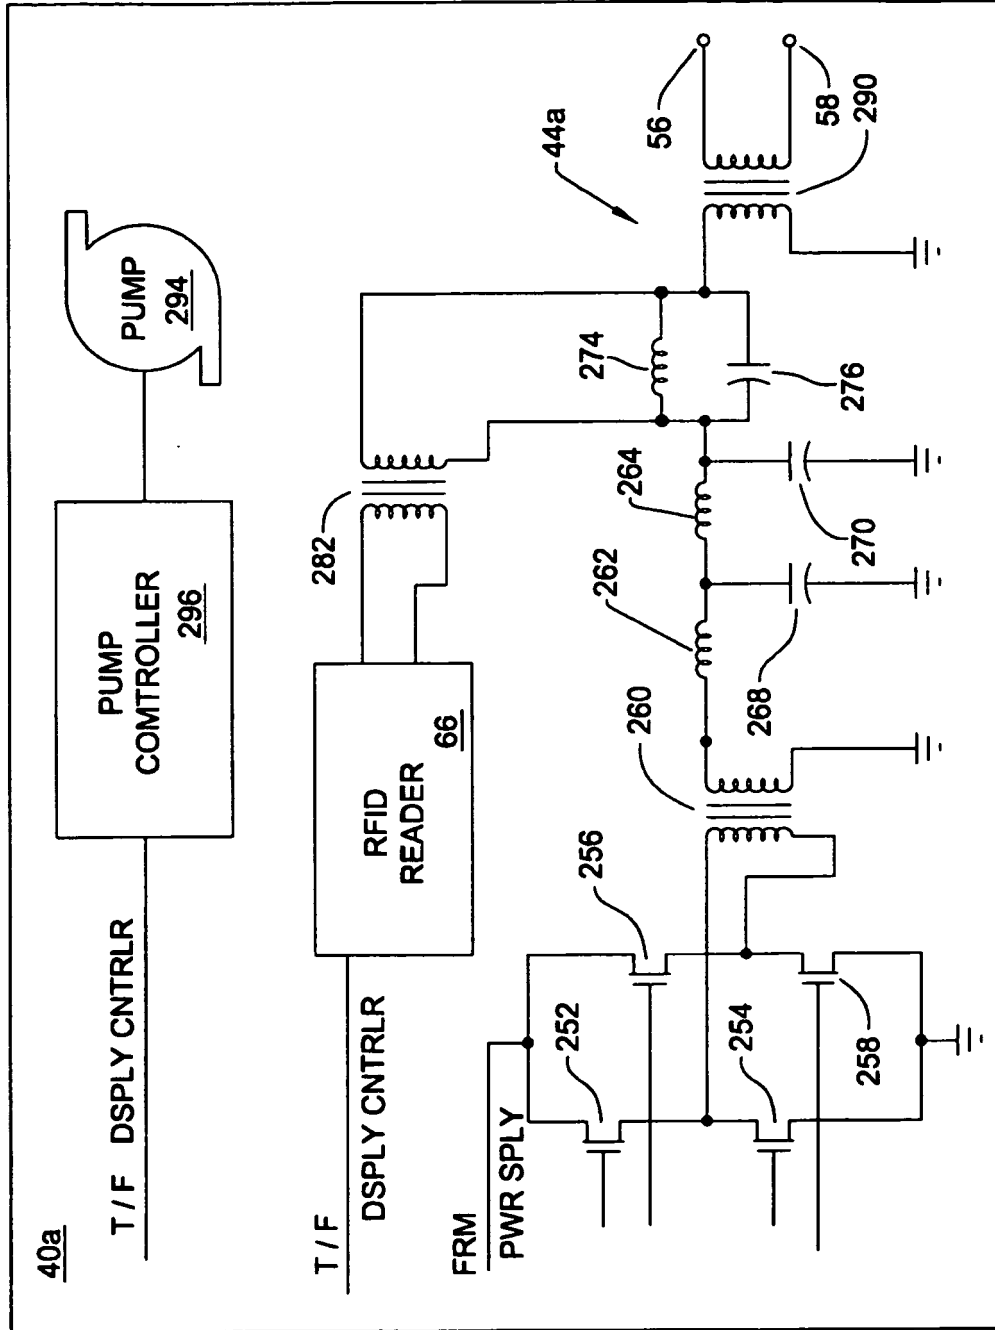 40a
T / F DSPLY CNTRLR
PUMP
COMTROLLER
296
PUMP
294
T / F
DSPLY CNTRLR
RFID
READER
66
282
44a
FRM
PWR SPLY
252
256
254
258
260
262
264
268
270
274
276
56
58
290